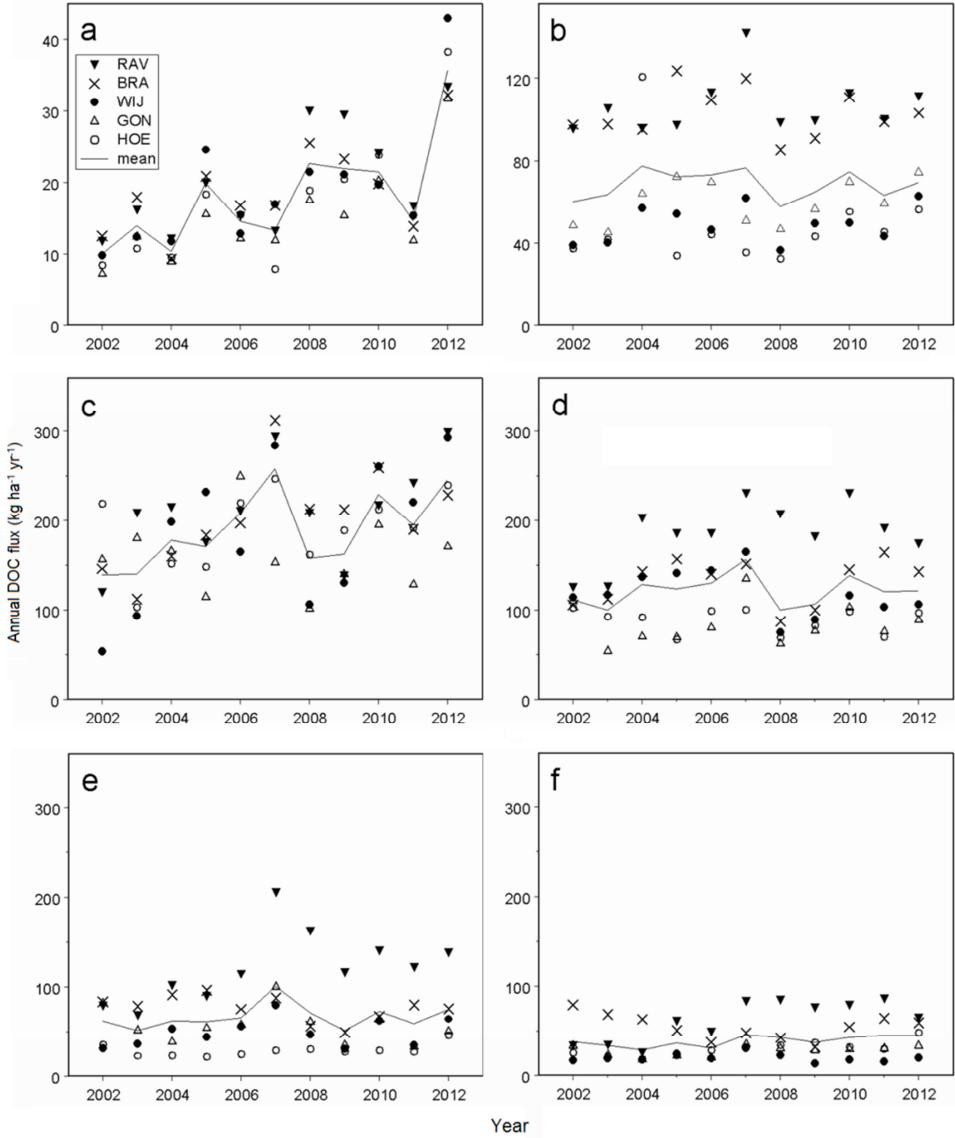 a
RAV
BRA
WIJ
GON
HOE
mean
40
30
20
10
0
2002 2004 2006 2008 2010 2012
b
120
80
40
0
2002 2004 2006 2008 2010 2012
Annual DOC flux (kg ha⁻¹ yr⁻¹)
c
300
200
100
0
2002 2004 2006 2008 2010 2012
d
300
200
100
0
2002 2004 2006 2008 2010 2012
e
300
200
100
0
2002 2004 2006 2008 2010 2012
f
300
200
100
0
2002 2004 2006 2008 2010 2012
Year